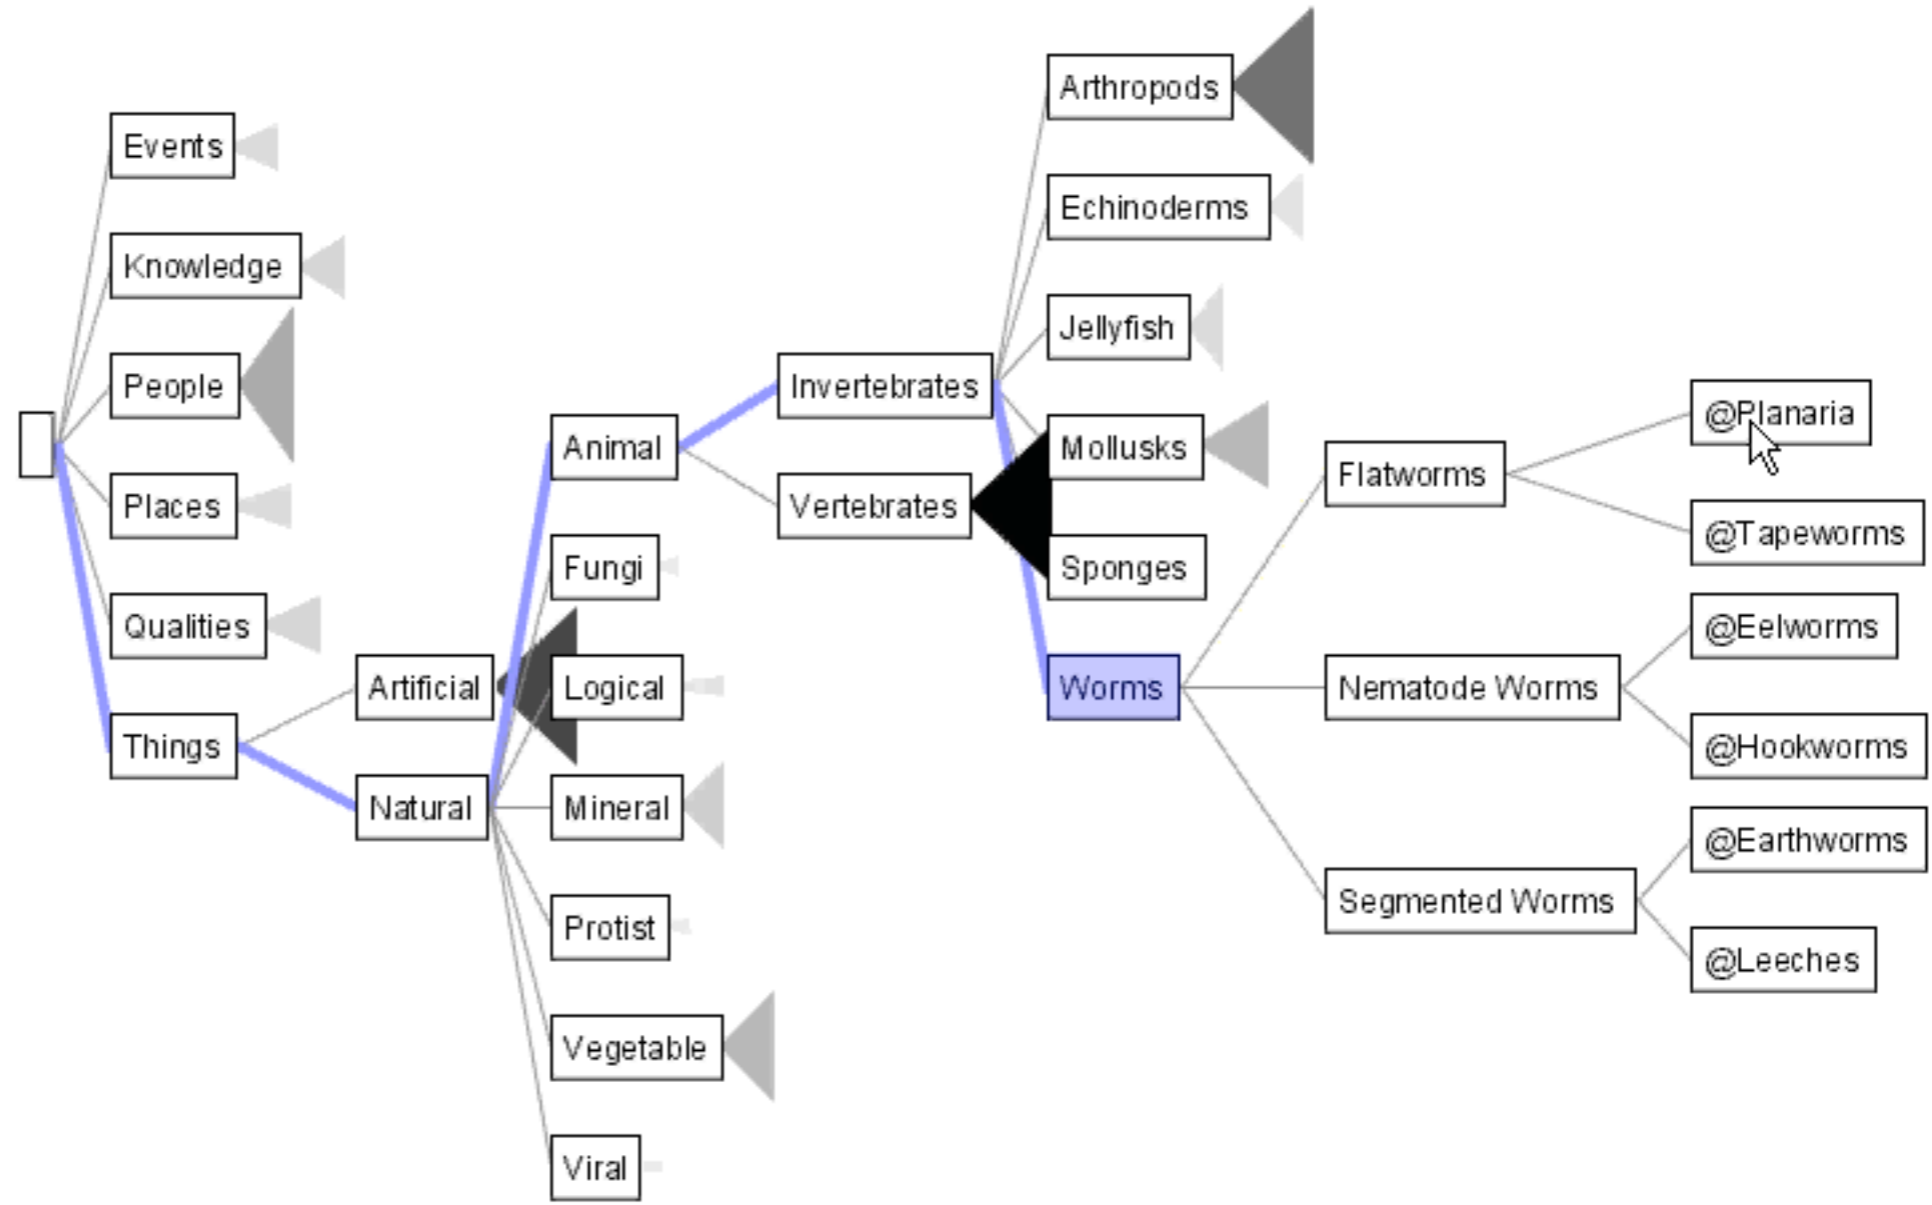 Events
Knowledge
People
Places
Qualities
Things
Artificial
Natural
Animal
Fungi
Logical
Mineral
Protist
Vegetable
Viral
Invertebrates
Vertebrates
Arthropods
Echinoderms
Jellyfish
Mollusks
Sponges
Worms
Flatworms
Nematode Worms
Segmented Worms
@Planaria
@Tapeworms
@Eelworms
@Hookworms
@Earthworms
@Leeches